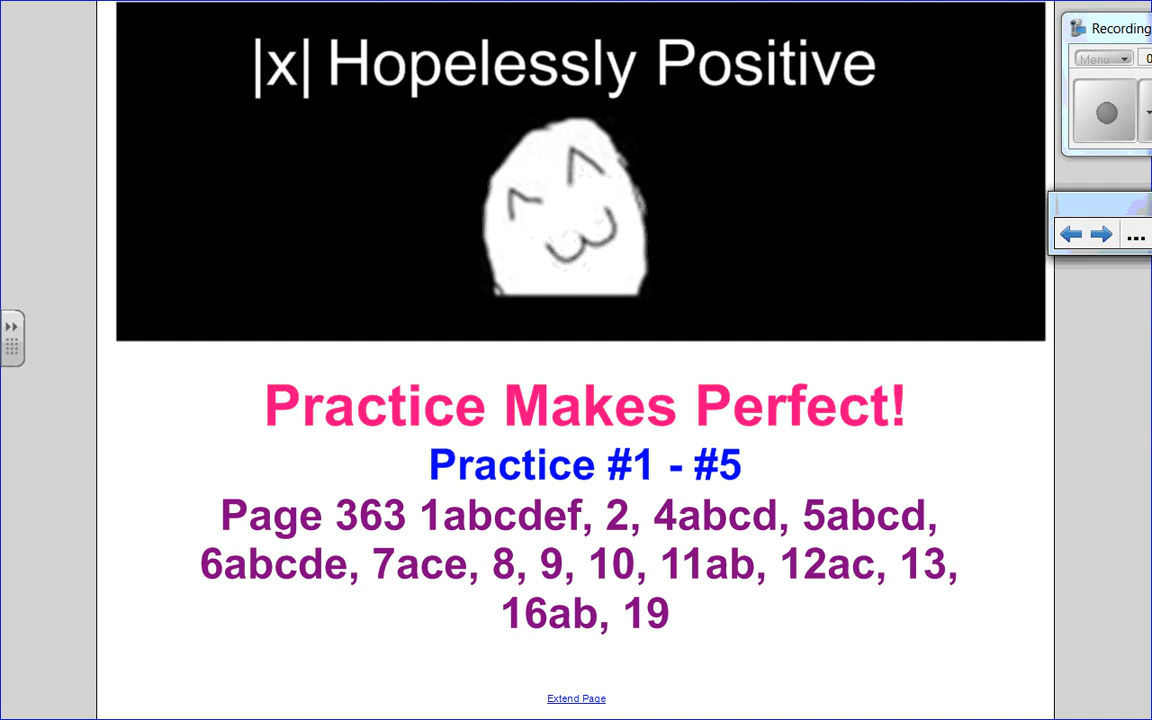 |x| Hopelessly Positive
Recording
Menu
0
...
Practice Makes Perfect!
Practice #1 - #5
Page 363 1abcdef, 2, 4abcd, 5abcd,
6abcde, 7ace, 8, 9, 10, 11ab, 12ac, 13,
16ab, 19
Extend Page